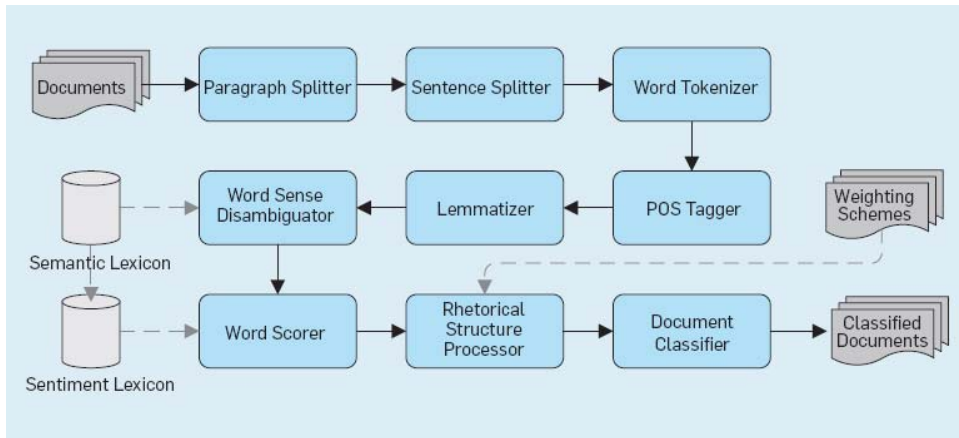 Documents
Paragraph Splitter
Sentence Splitter
Word Tokenizer
Word Sense
Disambiguator
Lemmatizer
POS Tagger
Weighting
Schemes
Semantic Lexicon
Word Scorer
Rhetorical
Structure
Processor
Document
Classifier
Classified
Documents
Sentiment Lexicon